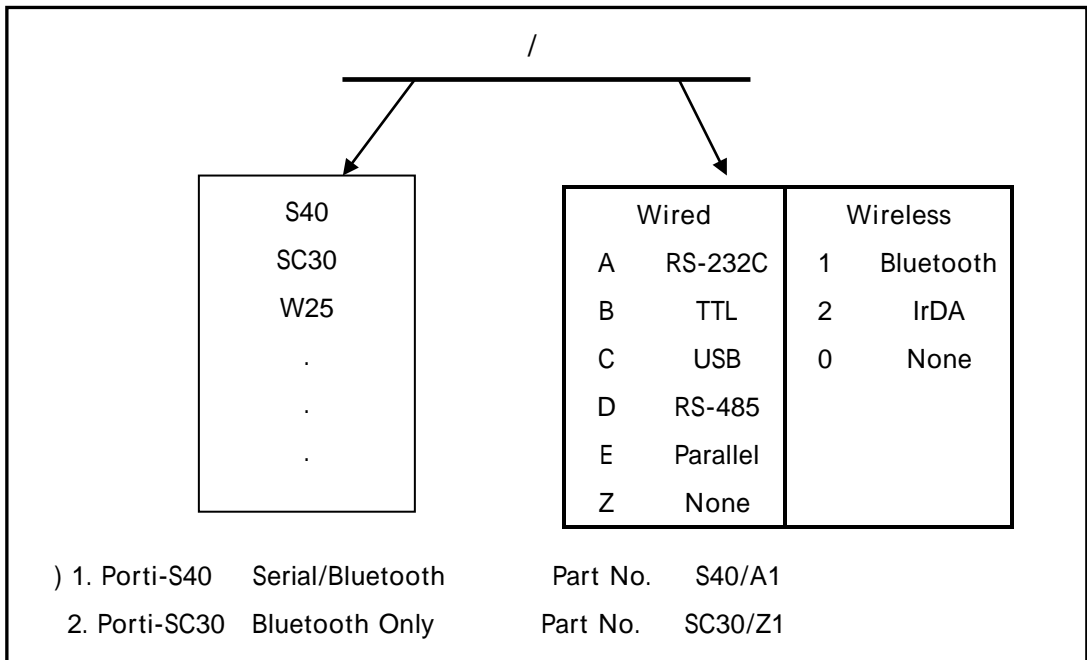 /
S40
SC30
W25
.
.
.
Wired Wireless
A RS-232C 1 Bluetooth
B TTL 2 IrDA
C USB 0 None
D RS-485
E Parallel
Z None
) 1. Porti-S40 Serial/Bluetooth Part No. S40/A1
2. Porti-SC30 Bluetooth Only Part No. SC30/Z1